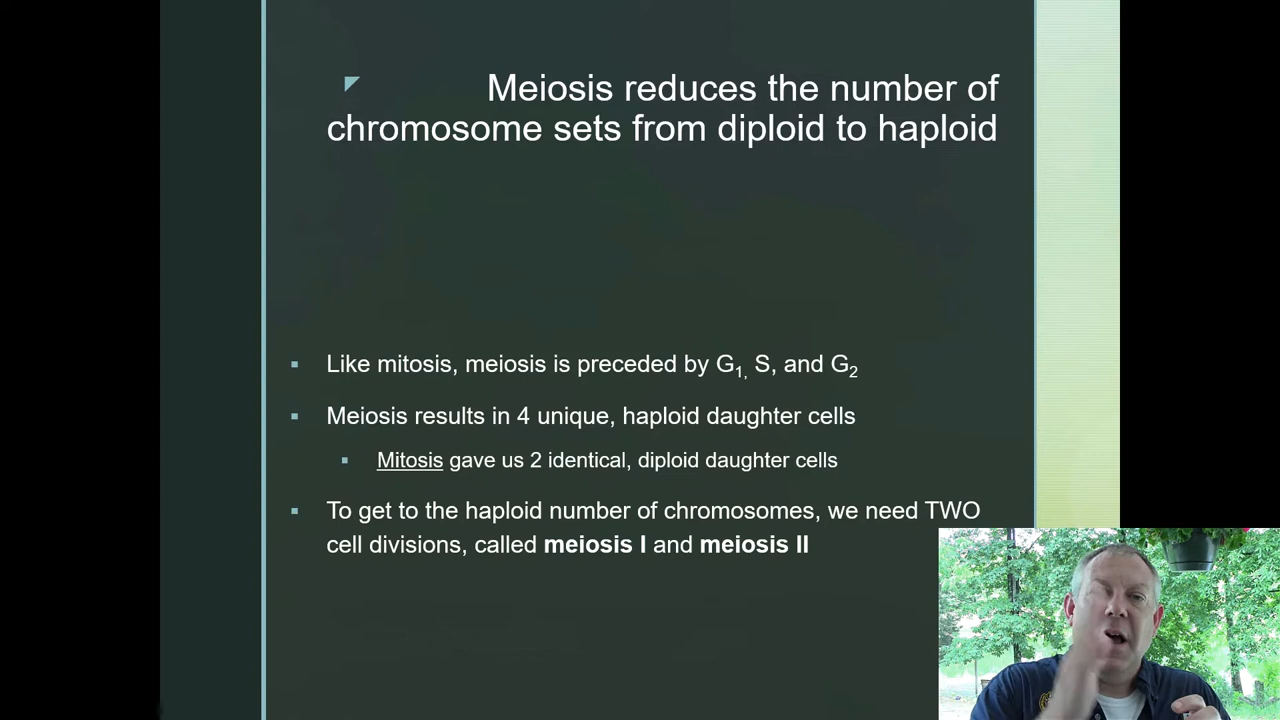 Meiosis reduces the number of
chromosome sets from diploid to haploid
Like mitosis, meiosis is preceded by G1, S, and G2
Meiosis results in 4 unique, haploid daughter cells
Mitosis gave us 2 identical, diploid daughter cells
To get to the haploid number of chromosomes, we need TWO
cell divisions, called meiosis I and meiosis II